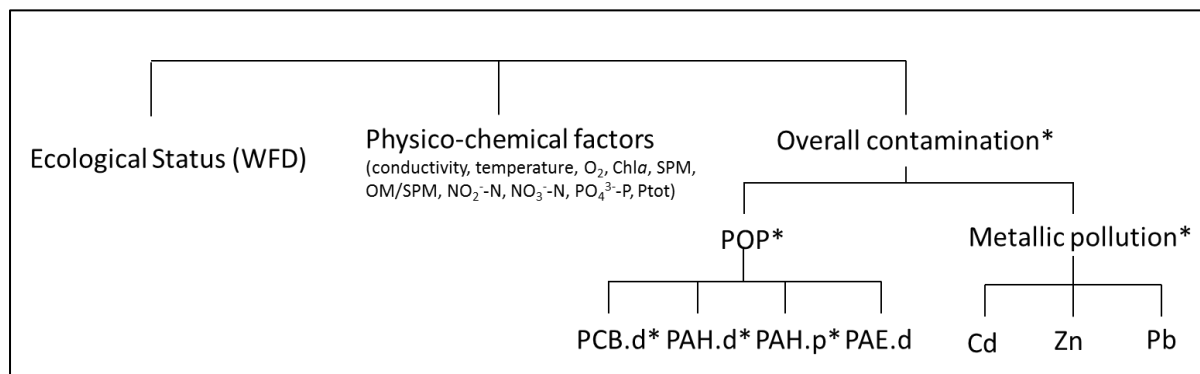 Ecological Status (WFD)
Physico-chemical factors
(conductivity, temperature, O₂, Chla, SPM,
OM/SPM, NO₂⁻-N, NO₃⁻-N, PO₄³⁻-P, Ptot)
Overall contamination*
POP*
Metallic pollution*
PCB.d* PAH.d* PAH.p* PAE.d
Cd Zn Pb